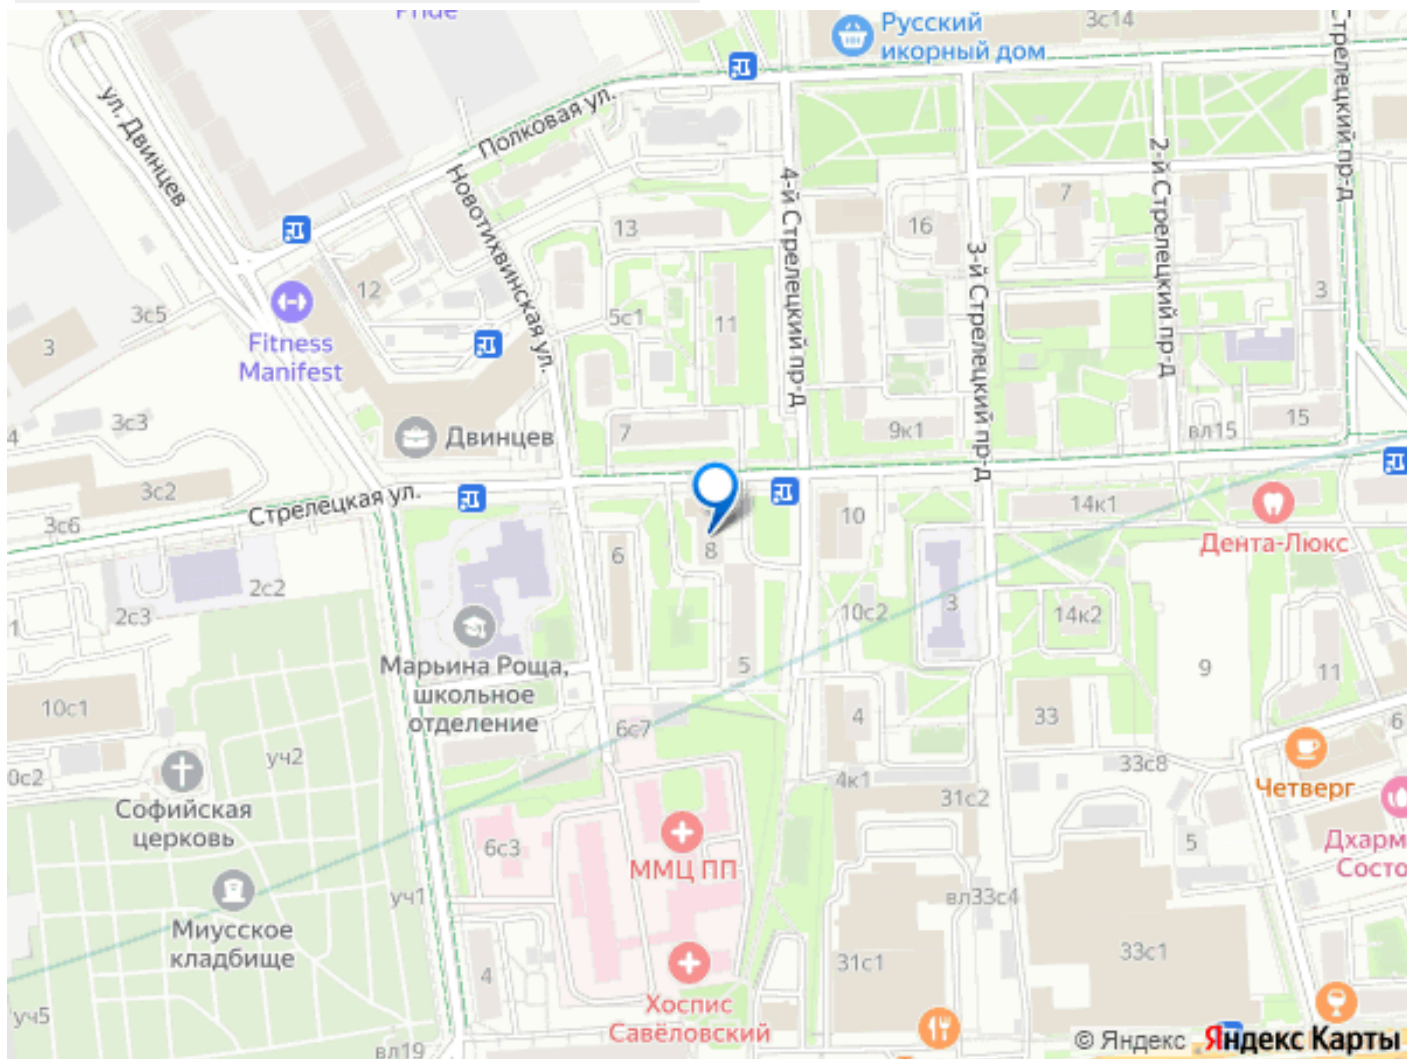 Pride
Русский
икорный дом
3с14
Стрелецкий пр-д
ул. Двинцев
Полковая ул.
Новотихвинская ул.
4-й Стрелецкий пр-д
3-й Стрелецкий пр-д
2-й Стрелецкий пр-д
7
13
16
12
3с5
3
Fitness
Manifest
5с1
11
3
3с3
4
Двинцев
7
9к1
вл15
15
3с2
3с6
Стрелецкая ул.
10
14к1
Дента-Люкс
6
8
2с2
2с3
1
10с2
3
14к2
Марьина Роща,
школьное
отделение
5
9
11
10с1
6с7
4
33
6
уч2
0с2
Софийская
церковь
4к1
31с2
33с8
Четверг
6с3
ММЦ ПП
5
Дхарм
Состо
уч1
вл33с4
Миусское
кладбище
4
31с1
33с1
Хоспис
Савёловский
уч5
вл19
© Яндекс Яндекс Карты